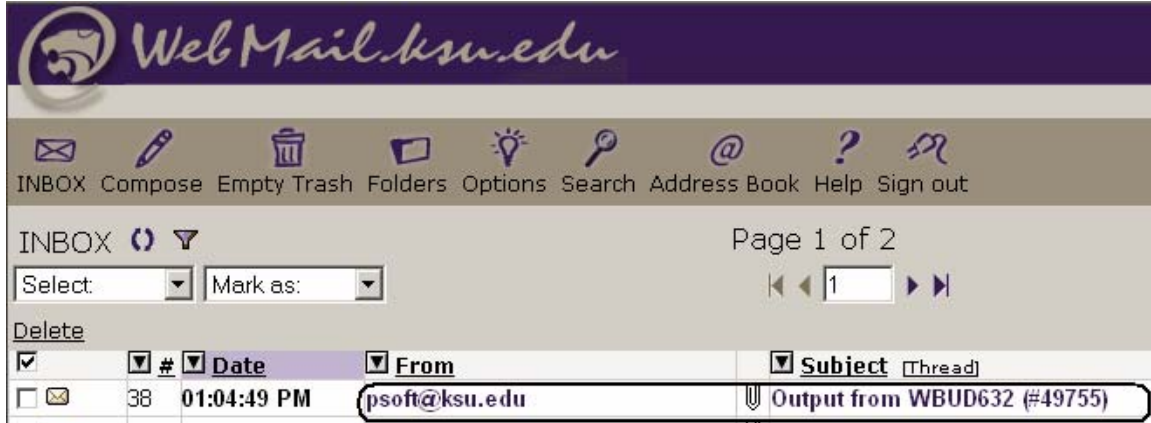 WebMail.ksu.edu
INBOX Compose Empty Trash Folders Options Search Address Book Help Sign out
INBOX Page 1 of 2
Select: Mark as: 1
Delete
# Date From Subject [Thread]
38 01:04:49 PM psoft@ksu.edu Output from WBUD632 (#49755)